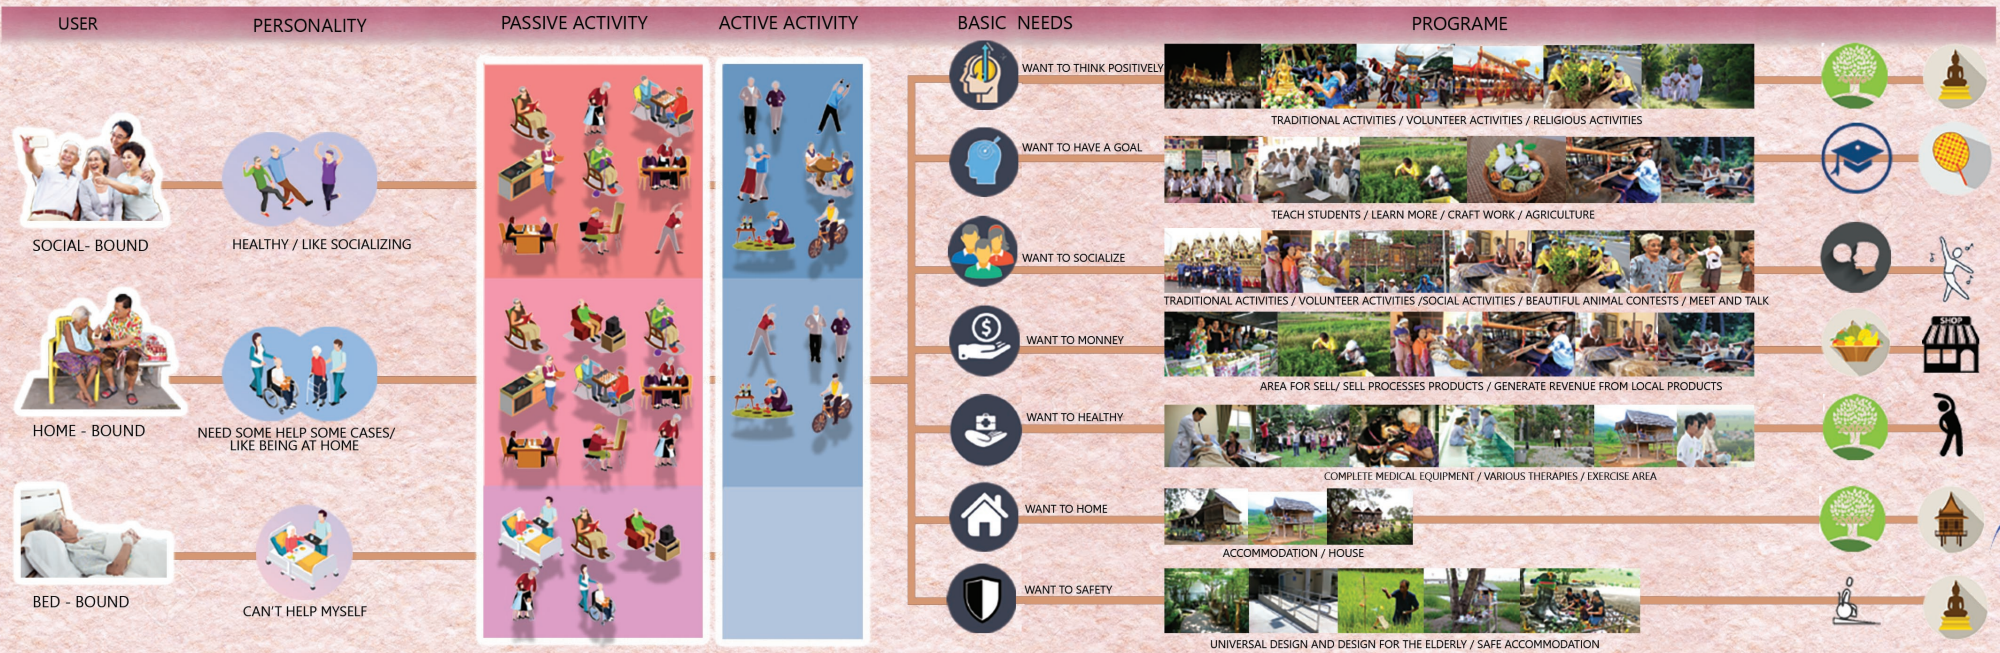 USER
PERSONALITY
PASSIVE ACTIVITY
ACTIVE ACTIVITY
BASIC NEEDS
PROGRAME
SOCIAL- BOUND
HEALTHY / LIKE SOCIALIZING
HOME - BOUND
NEED SOME HELP SOME CASES/
LIKE BEING AT HOME
BED - BOUND
CAN'T HELP MYSELF
WANT TO THINK POSITIVELY
TRADITIONAL ACTIVITIES / VOLUNTEER ACTIVITIES / RELIGIOUS ACTIVITIES
WANT TO HAVE A GOAL
TEACH STUDENTS / LEARN MORE / CRAFT WORK / AGRICULTURE
WANT TO SOCIALIZE
TRADITIONAL ACTIVITIES / VOLUNTEER ACTIVITIES /SOCIAL ACTIVITIES / BEAUTIFUL ANIMAL CONTESTS / MEET AND TALK
WANT TO MONNEY
SHOP
AREA FOR SELL/ SELL PROCESSES PRODUCTS / GENERATE REVENUE FROM LOCAL PRODUCTS
WANT TO HEALTHY
COMPLETE MEDICAL EQUIPMENT / VARIOUS THERAPIES / EXERCISE AREA
WANT TO HOME
ACCOMMODATION / HOUSE
WANT TO SAFETY
UNIVERSAL DESIGN AND DESIGN FOR THE ELDERLY / SAFE ACCOMMODATION